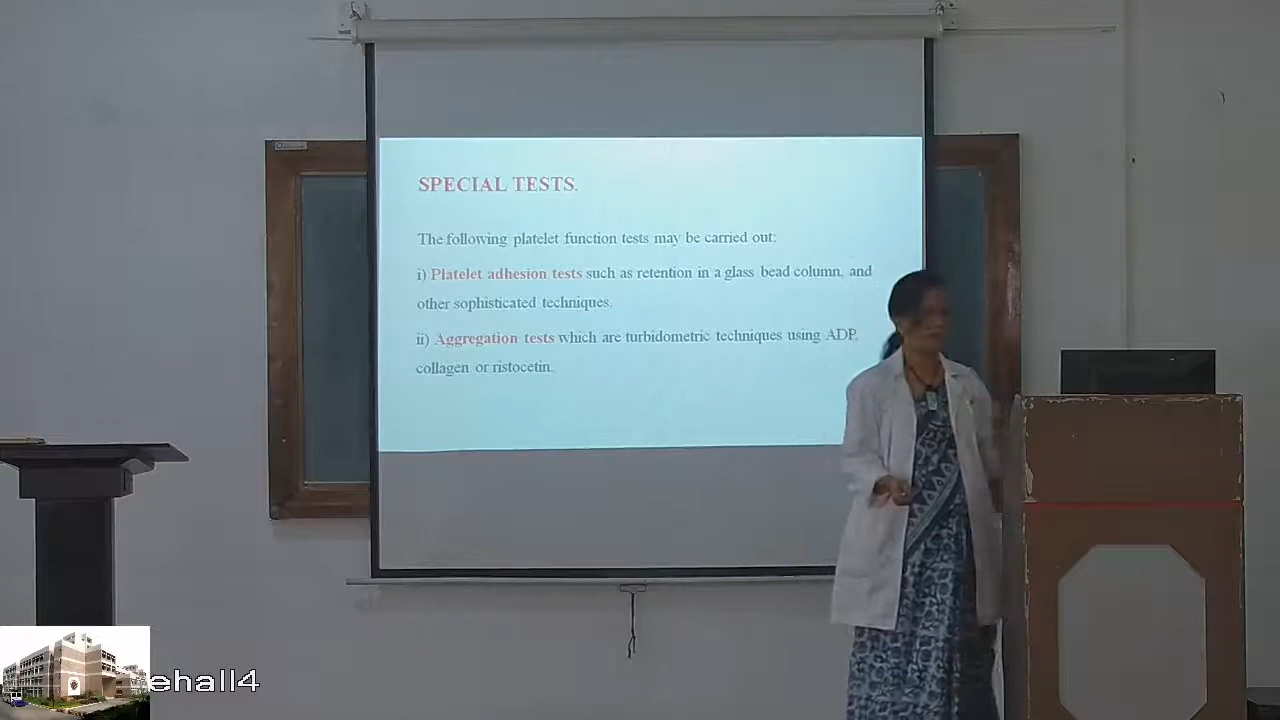 SPECIAL TESTS.
The following platelet function tests may be carried out:
i) Platelet adhesion tests such as retention in a glass bead column, and
other sophisticated techniques.
ii) Aggregation tests which are turbidometric techniques using ADP,
collagen or ristocetin.
ehall4